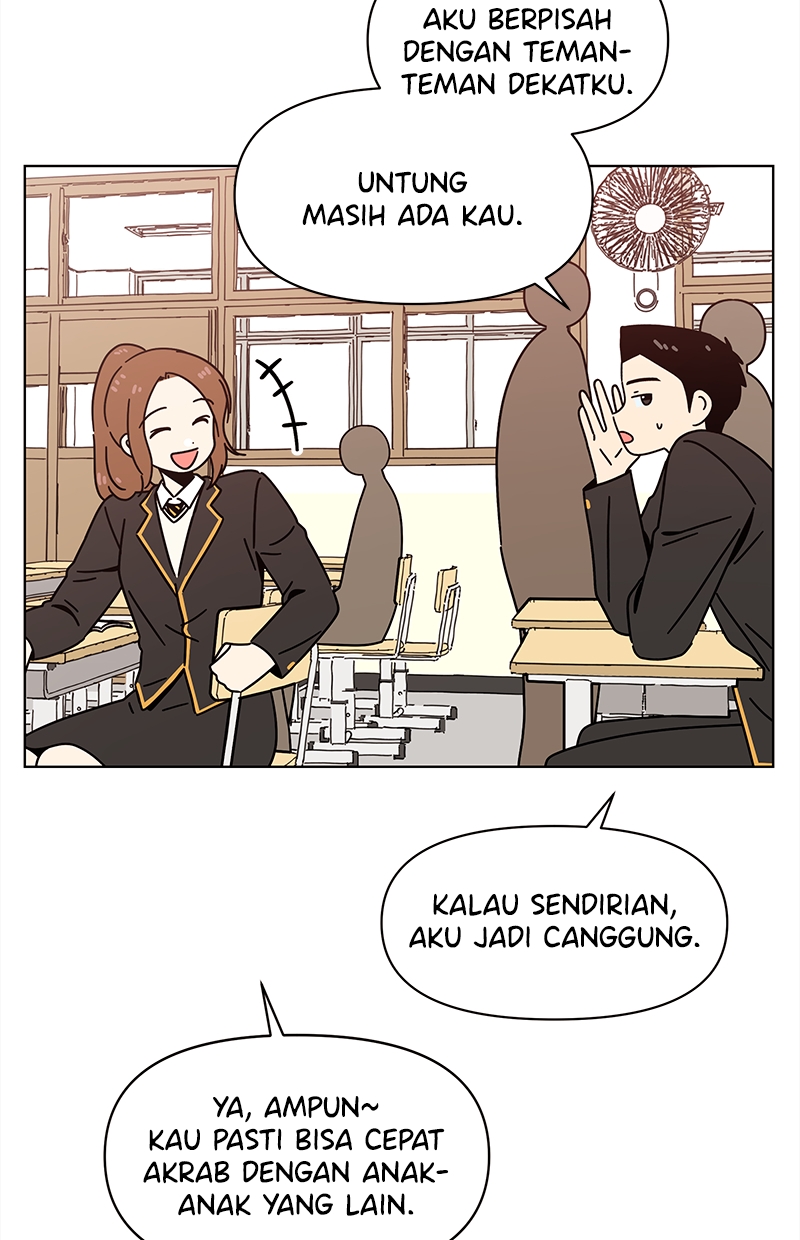 AKU BERPISAH
DENGAN TEMAN-
TEMAN DEKATKU.
UNTUNG
MASIH ADA KAU.
KALAU SENDIRIAN,
AKU JADI CANGGUNG.
YA, AMPUN~
KAU PASTI BISA CEPAT
AKRAB DENGAN ANAK-
ANAK YANG LAIN.